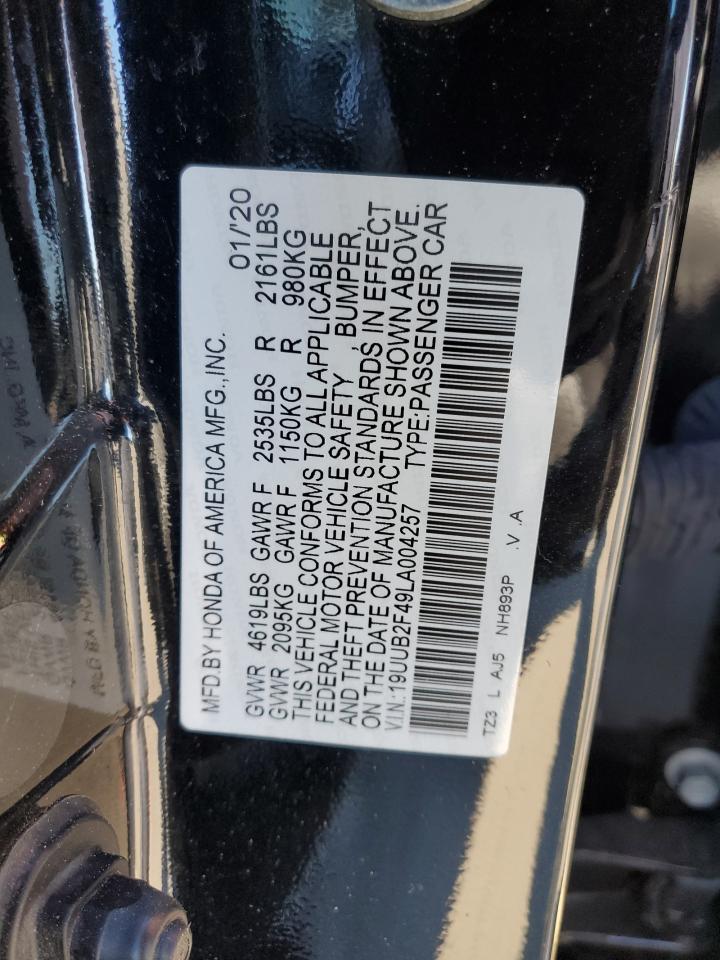 MFD.BY HONDA OF AMERICA MFG.,INC. 01/'20
GVWR 4619LBS GAWR F 2535LBS R 2161LBS
GVWR 2095KG GAWR F 1150KG R 980KG
THIS VEHICLE CONFORMS TO ALL APPLICABLE
FEDERAL MOTOR VEHICLE SAFETY ,BUMPER,
AND THEFT PREVENTION STANDARDS IN EFFECT
ON THE DATE OF MANUFACTURE SHOWN ABOVE.
V.I.N.:19UUB2F49LA004257 TYPE:PASSENGER CAR
TZ3 L AJ5 NH893P .V .A